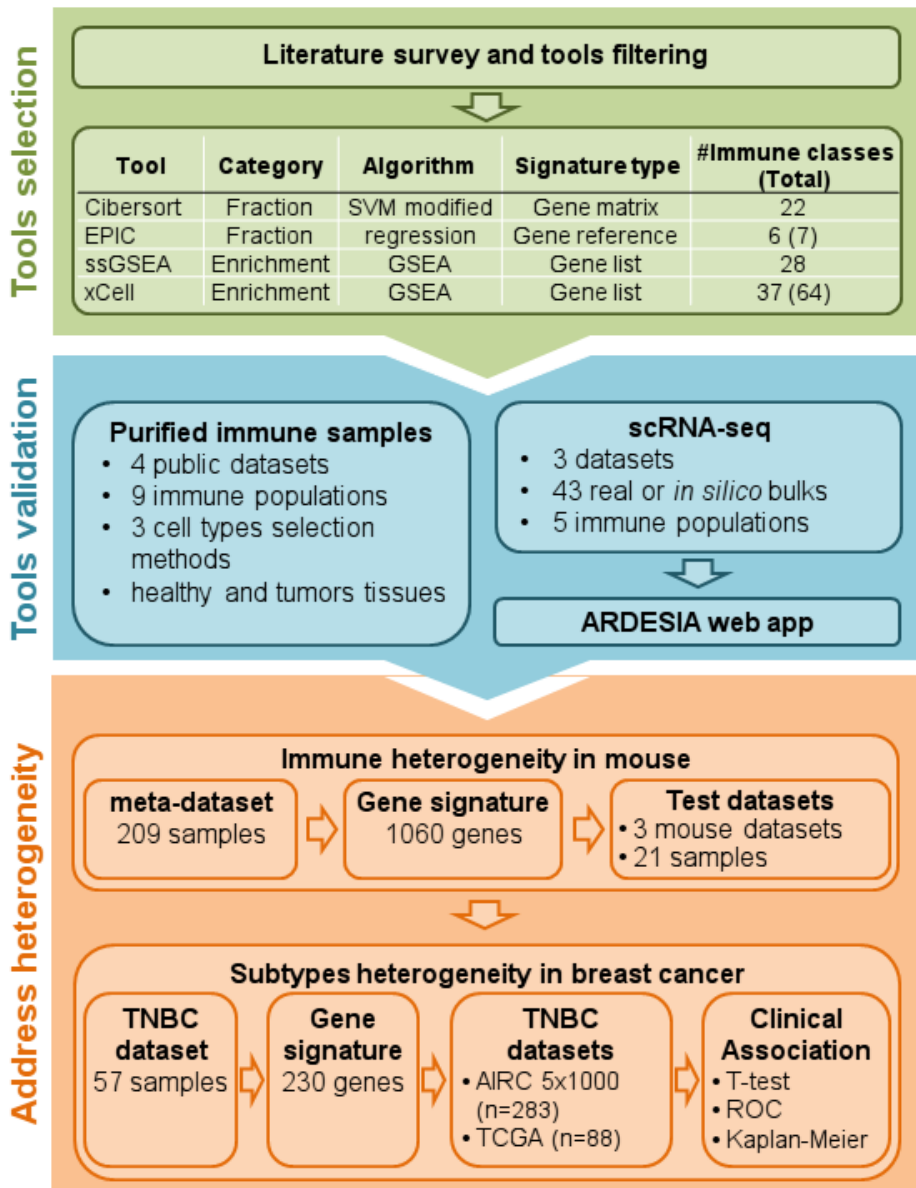 Tools selection
Literature survey and tools filtering
Tool Category Algorithm Signature type #Immune classes (Total)
Cibersort Fraction SVM modified Gene matrix 22
EPIC Fraction regression Gene reference 6 (7)
ssGSEA Enrichment GSEA Gene list 28
xCell Enrichment GSEA Gene list 37 (64)
Tools validation
Purified immune samples
• 4 public datasets
• 9 immune populations
• 3 cell types selection
methods
• healthy and tumors tissues
scRNA-seq
• 3 datasets
• 43 real or in silico bulks
• 5 immune populations
ARDESIA web app
Address heterogeneity
Immune heterogeneity in mouse
meta-dataset
209 samples
Gene signature
1060 genes
Test datasets
• 3 mouse datasets
• 21 samples
Subtypes heterogeneity in breast cancer
TNBC
dataset
57 samples
Gene
signature
230 genes
TNBC
datasets
• AIRC 5x1000
(n=283)
• TCGA (n=88)
Clinical
Association
• T-test
• ROC
• Kaplan-Meier